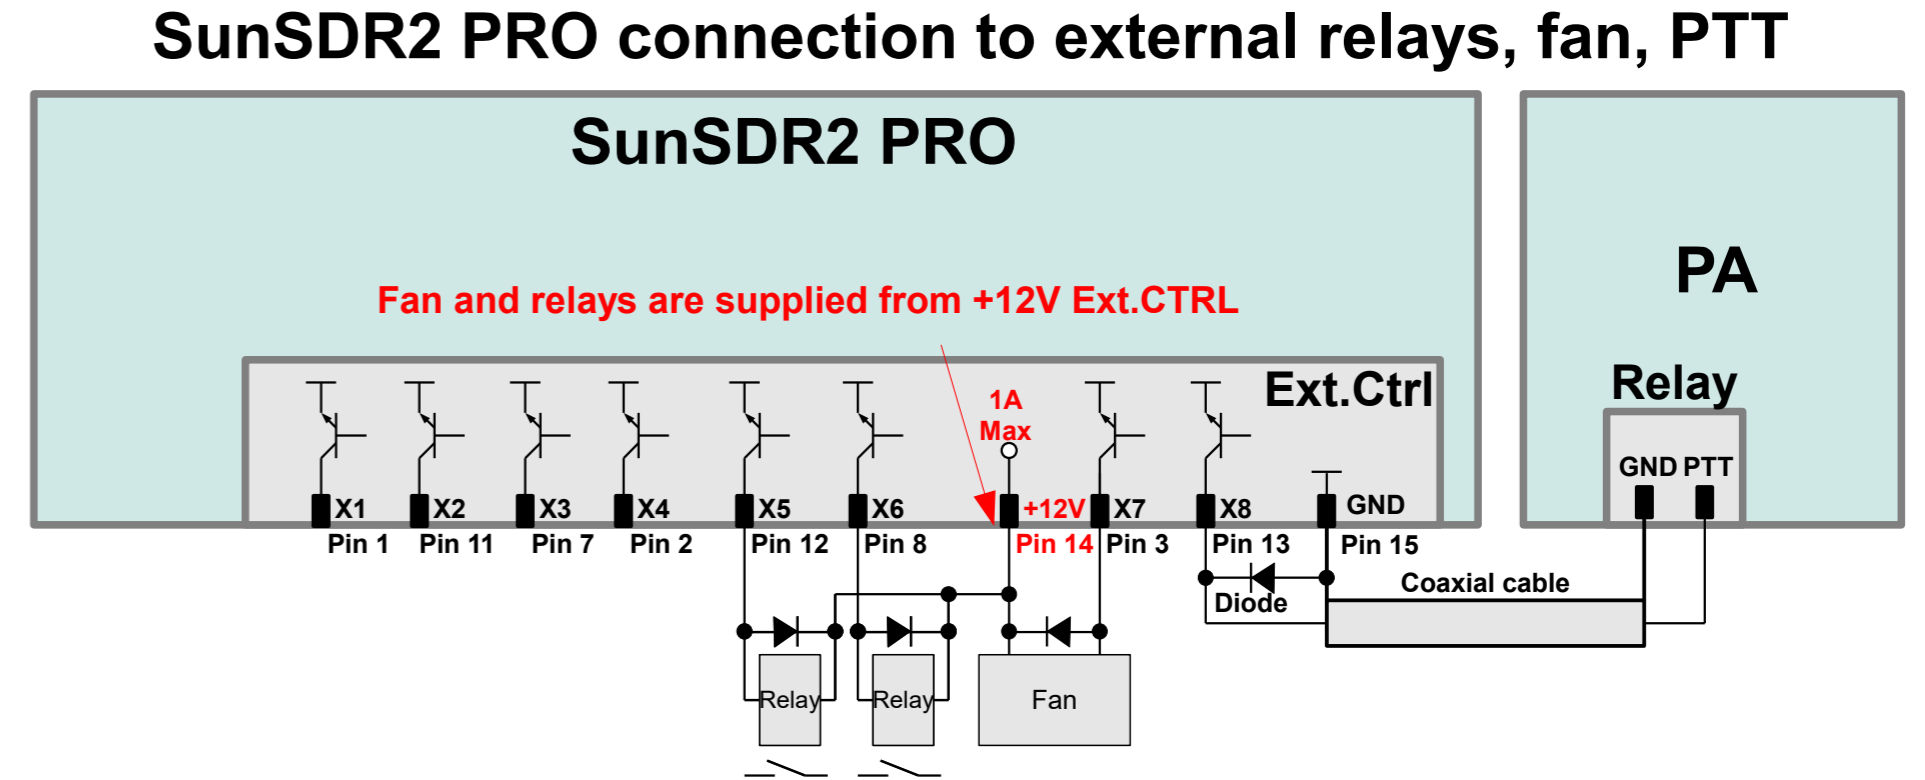 SunSDR2 PRO connection to external relays, fan, PTT
SunSDR2 PRO
PA
Fan and relays are supplied from +12V Ext.CTRL
Ext.Ctrl
Relay
1A
Max
GND PTT
X1 X2 X3 X4 X5 X6 +12V X7 X8 GND
Pin 1 Pin 11 Pin 7 Pin 2 Pin 12 Pin 8 Pin 14 Pin 3 Pin 13 Pin 15
Coaxial cable
Diode
Relay Relay Fan